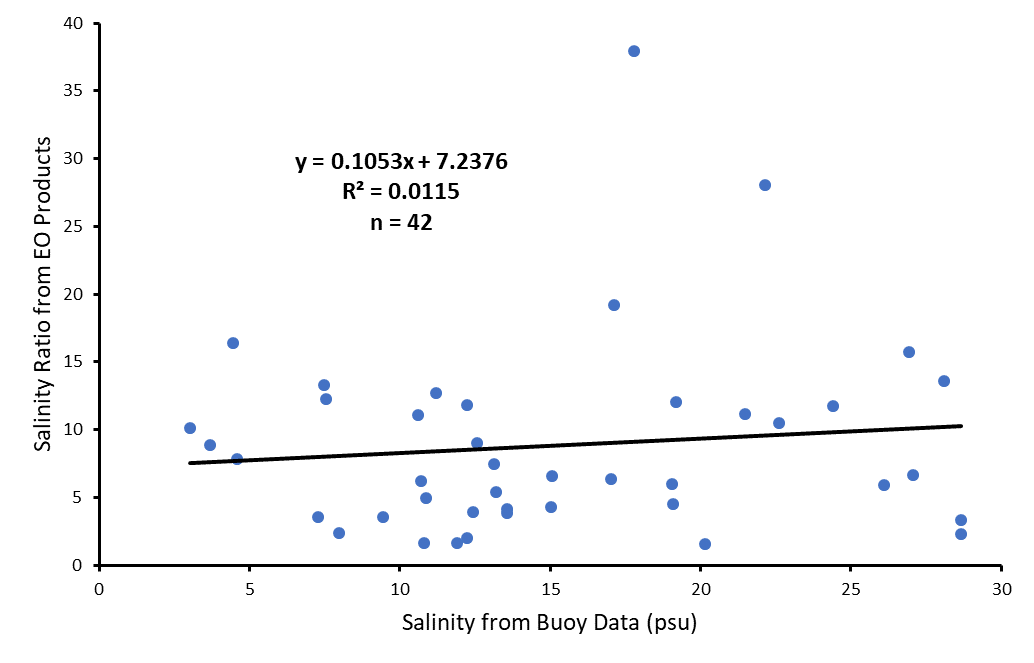 40
35
30
25
20
15
10
5
0
Salinity Ratio from EO Products
y = 0.1053x + 7.2376
R² = 0.0115
n = 42
0 5 10 15 20 25 30
Salinity from Buoy Data (psu)